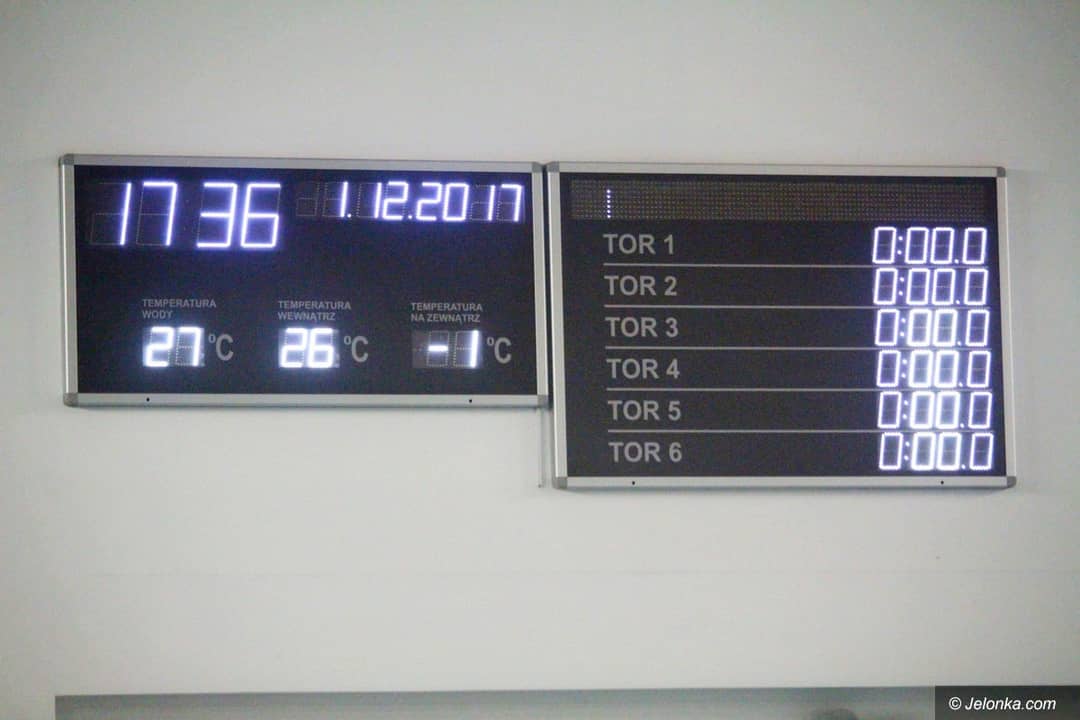 17 36 1.12.2017
TEMPERATURA WODY
27 °C
TEMPERATURA WEWNĄTRZ
26 °C
TEMPERATURA NA ZEWNĄTRZ
-1 °C
TOR 1 0:00.0
TOR 2 0:00.0
TOR 3 0:00.0
TOR 4 0:00.0
TOR 5 0:00.0
TOR 6 0:00.0
© Jelonka.com